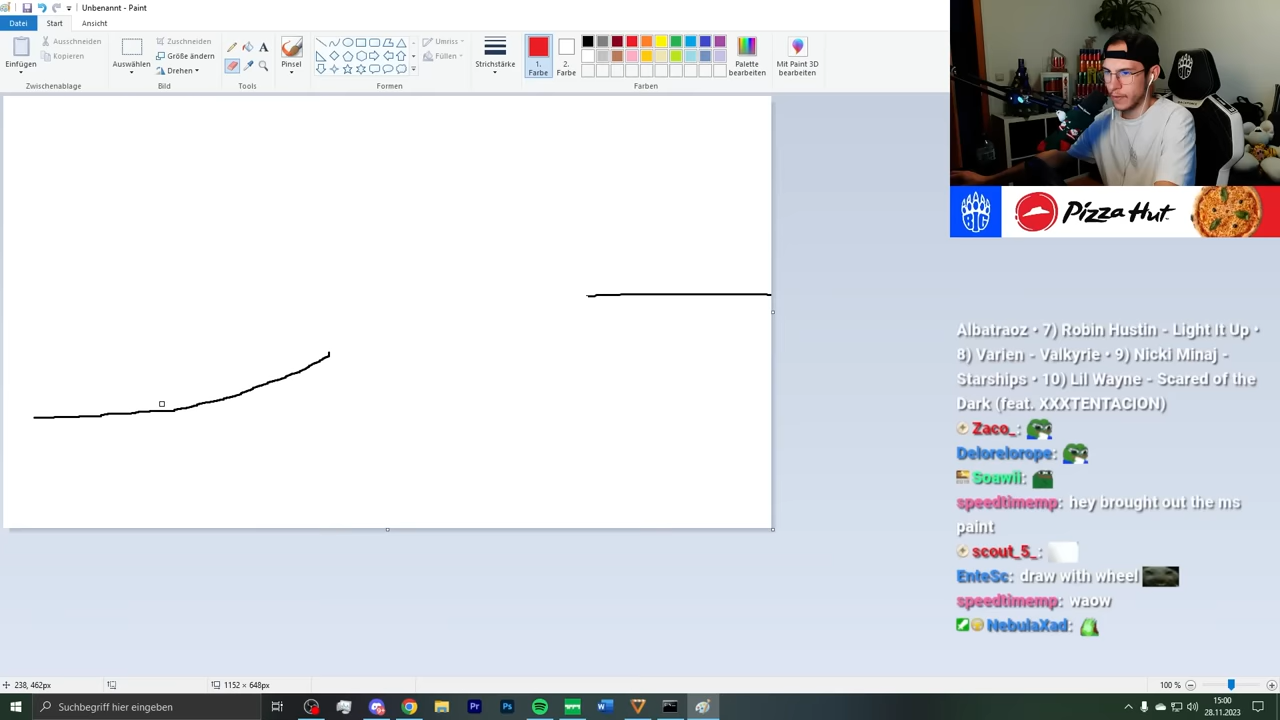 Unbenannt - Paint
Datei
Start
Ansicht
Einfügen
Ausschneiden
Kopieren
Zwischenablage
Auswählen
Zuschneiden
Größe ändern
Drehen
Bild
A
Tools
Pinsel
Umriss
Füllen
Formen
Strichstärke
1.
Farbe
2.
Farbe
Palette
bearbeiten
Farben
Mit Paint 3D
bearbeiten
BIG
Pizza Hut
Albatraoz • 7) Robin Hustin - Light It Up •
8) Varien - Valkyrie • 9) Nicki Minaj -
Starships • 10) Lil Wayne - Scared of the
Dark (feat. XXXTENTACION)
Zaco_:
Delorelorope:
Soawii:
speedtimemp: hey brought out the ms
paint
scout_5_:
EnteSc: draw with wheel
speedtimemp: waow
NebulaXad:
238, 462px
1152 × 648px
100 %
Suchbegriff hier eingeben
Pr
Ps
W
15:00
28.11.2023